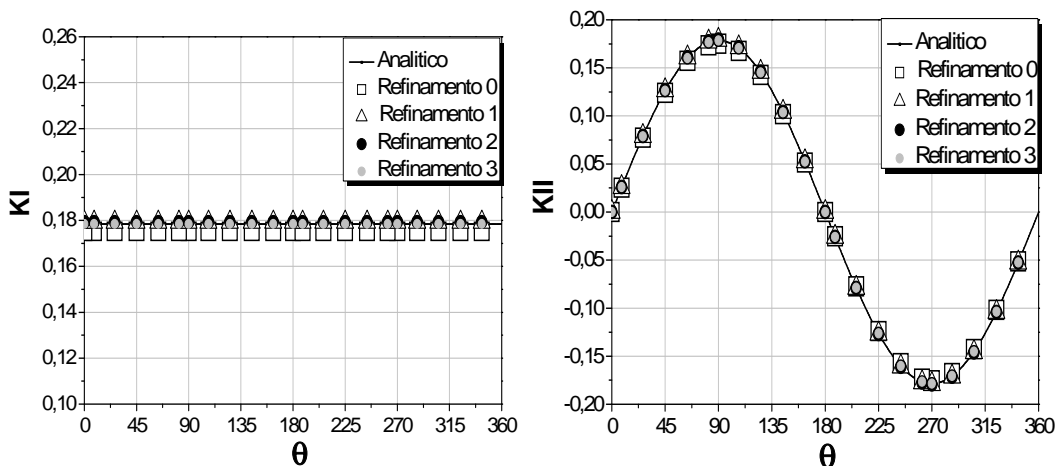 0,26
0,24
0,22
0,20
0,18
0,16
0,14
0,12
0,10
KI
0 45 90 135 180 225 270 315 360
θ
Analitico
Refinamento 0
Refinamento 1
Refinamento 2
Refinamento 3
0,20
0,15
0,10
0,05
0,00
-0,05
-0,10
-0,15
-0,20
KII
0 45 90 135 180 225 270 315 360
θ
Analitico
Refinamento 0
Refinamento 1
Refinamento 2
Refinamento 3